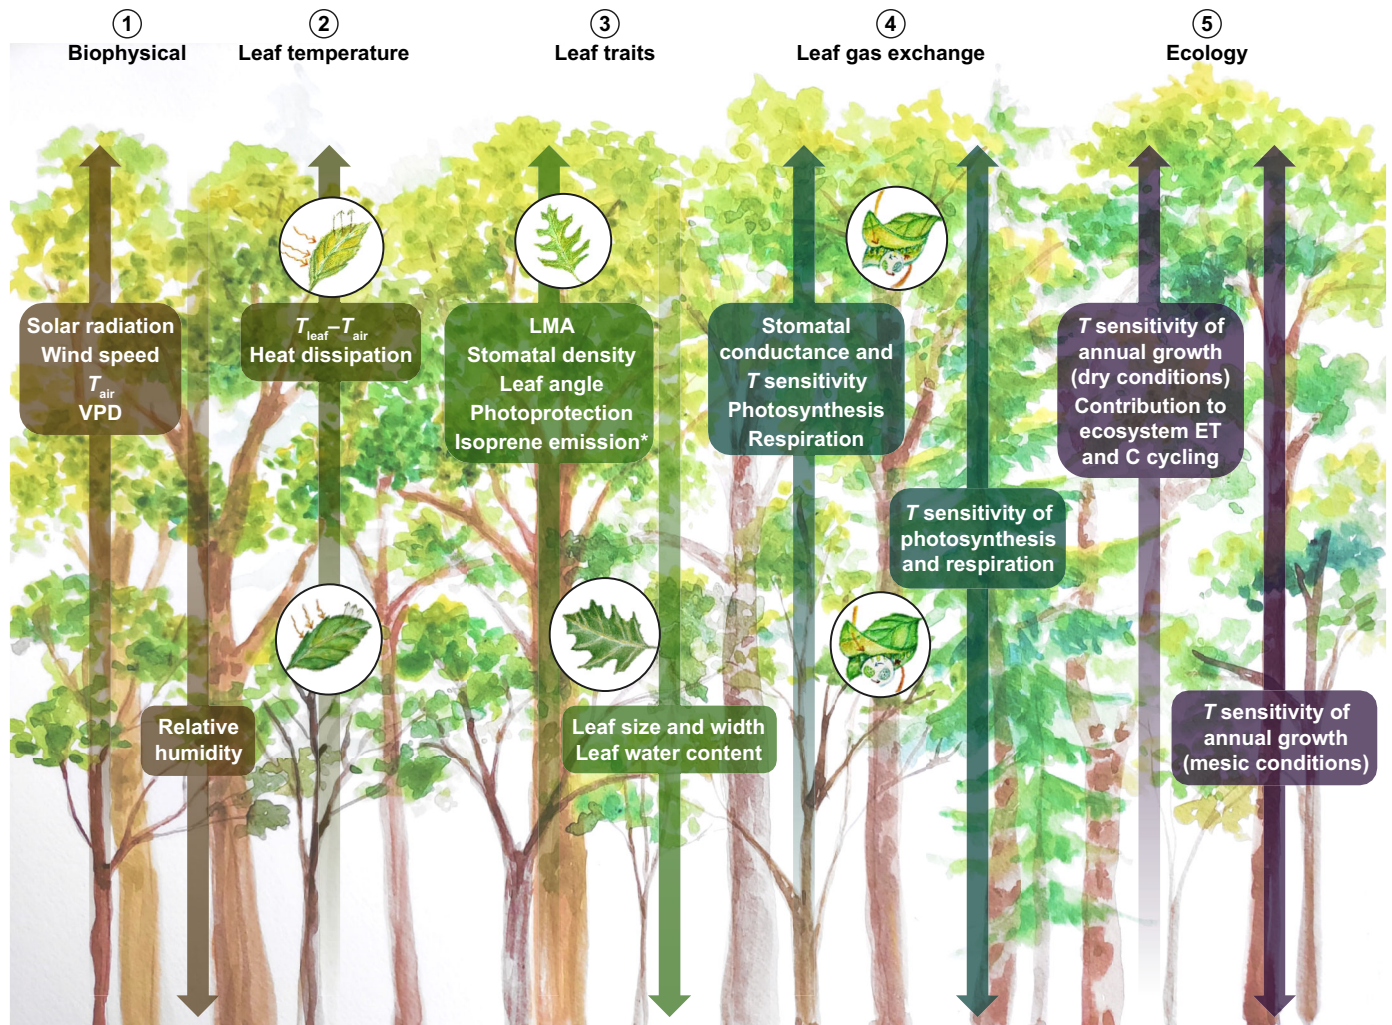 1
Biophysical
2
Leaf temperature
3
Leaf traits
4
Leaf gas exchange
5
Ecology
Solar radiation
Wind speed
Tair
VPD
Relative
humidity
Tleaf–Tair
Heat dissipation
LMA
Stomatal density
Leaf angle
Photoprotection
Isoprene emission*
Leaf size and width
Leaf water content
Stomatal
conductance and
T sensitivity
Photosynthesis
Respiration
T sensitivity of
photosynthesis
and respiration
T sensitivity of
annual growth
(dry conditions)
Contribution to
ecosystem ET
and C cycling
T sensitivity of
annual growth
(mesic conditions)